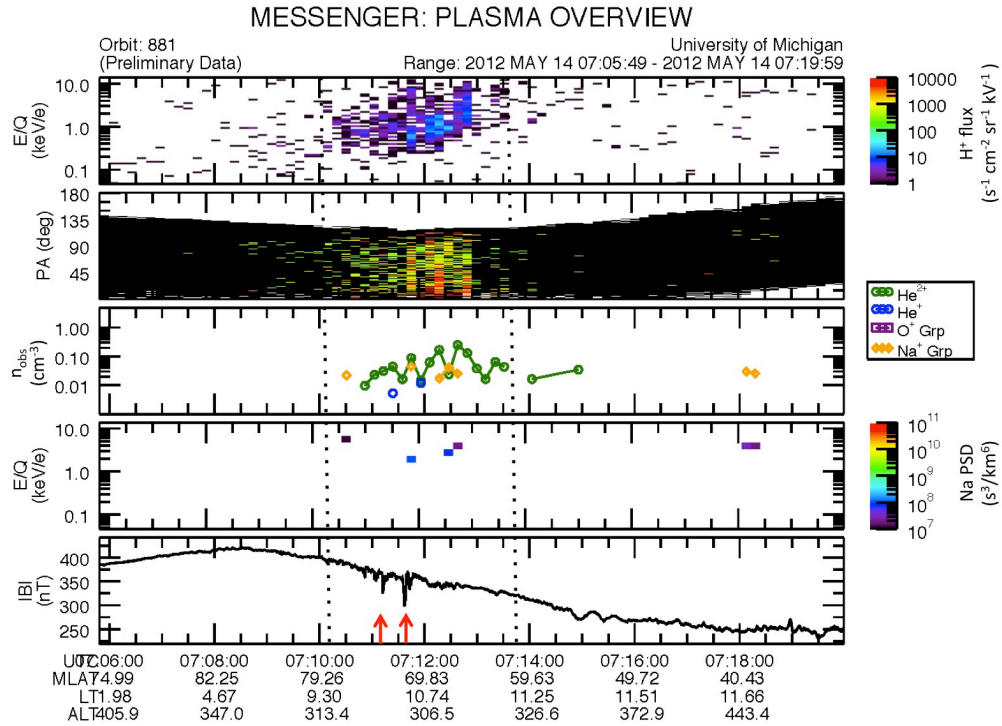 MESSENGER: PLASMA OVERVIEW
Orbit: 881
University of Michigan
(Preliminary Data)
Range: 2012 MAY 14 07:05:49 - 2012 MAY 14 07:19:59
E/Q
(keV/e)
10.0
1.0
0.1
10000
1000
100
10
1
H⁺ flux
(s⁻¹ cm⁻² sr⁻¹ kV⁻¹)
PA (deg)
180
135
90
45
n_obs
(cm⁻³)
1.00
0.10
0.01
He²⁺
He⁺
O⁺ Grp
Na⁺ Grp
E/Q
(keV/e)
10.0
1.0
0.1
10¹¹
10¹⁰
10⁹
10⁸
10⁷
Na PSD
(s³/km⁶)
|B|
(nT)
400
350
300
250
UTC 07:06:00 07:08:00 07:10:00 07:12:00 07:14:00 07:16:00 07:18:00
MLAT 74.99 82.25 79.26 69.83 59.63 49.72 40.43
LT 1.98 4.67 9.30 10.74 11.25 11.51 11.66
ALT 405.9 347.0 313.4 306.5 326.6 372.9 443.4